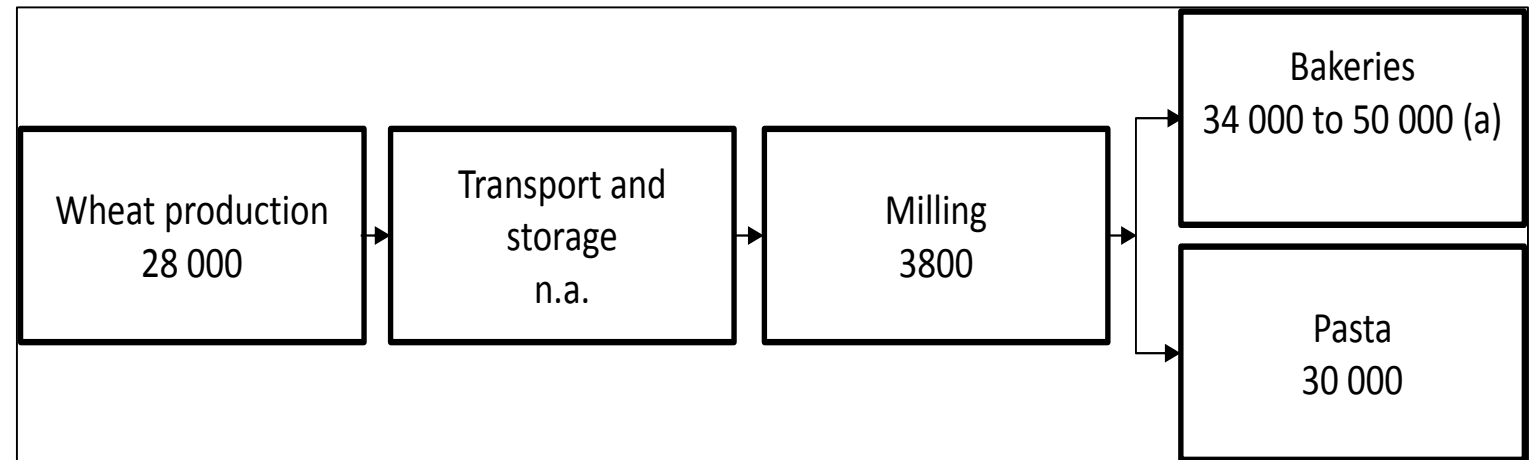 Wheat production
28 000
Transport and
storage
n.a.
Milling
3800
Bakeries
34 000 to 50 000 (a)
Pasta
30 000